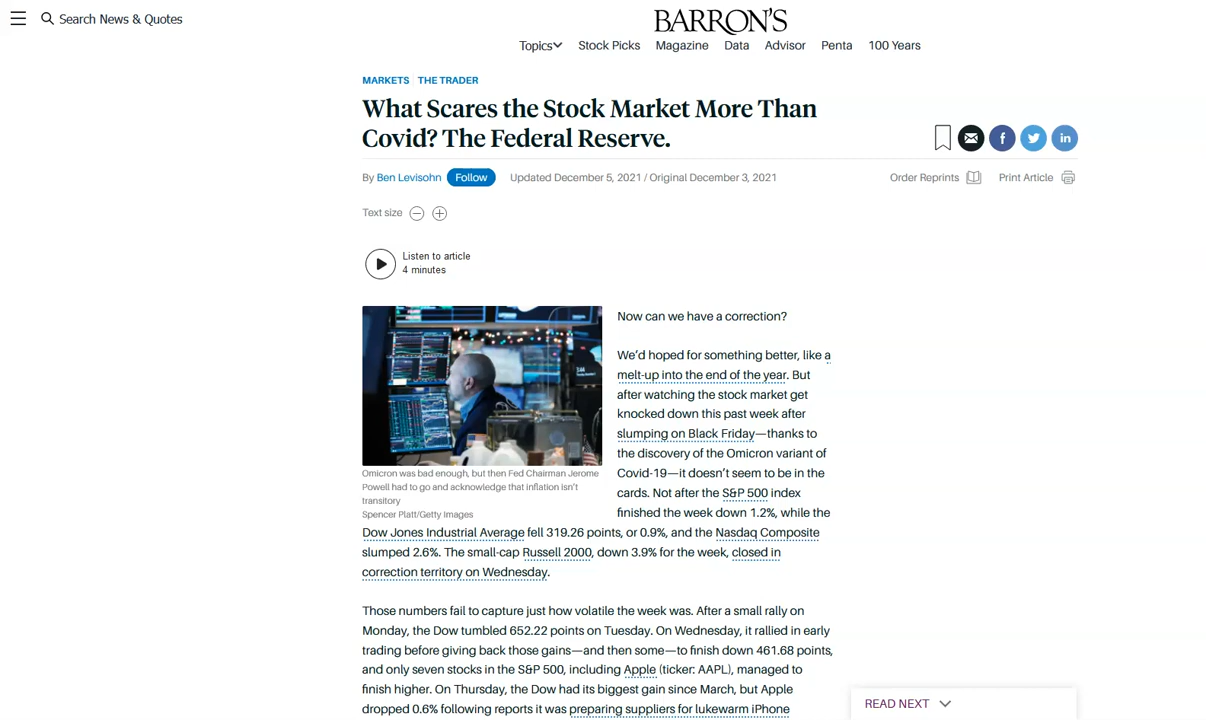 Search News & Quotes
BARRON'S
Topics Stock Picks Magazine Data Advisor Penta 100 Years
MARKETS THE TRADER
What Scares the Stock Market More Than
Covid? The Federal Reserve.
By Ben Levisohn Follow Updated December 5, 2021 / Original December 3, 2021
Order Reprints Print Article
Text size
Listen to article
4 minutes
Omicron was bad enough, but then Fed Chairman Jerome
Powell had to go and acknowledge that inflation isn't
transitory
Spencer Platt/Getty Images
Now can we have a correction?
We'd hoped for something better, like a
melt-up into the end of the year. But
after watching the stock market get
knocked down this past week after
slumping on Black Friday—thanks to
the discovery of the Omicron variant of
Covid-19—it doesn't seem to be in the
cards. Not after the S&P 500 index
finished the week down 1.2%, while the
Dow Jones Industrial Average fell 319.26 points, or 0.9%, and the Nasdaq Composite
slumped 2.6%. The small-cap Russell 2000, down 3.9% for the week, closed in
correction territory on Wednesday.
Those numbers fail to capture just how volatile the week was. After a small rally on
Monday, the Dow tumbled 652.22 points on Tuesday. On Wednesday, it rallied in early
trading before giving back those gains—and then some—to finish down 461.68 points,
and only seven stocks in the S&P 500, including Apple (ticker: AAPL), managed to
finish higher. On Thursday, the Dow had its biggest gain since March, but Apple
dropped 0.6% following reports it was preparing suppliers for lukewarm iPhone
READ NEXT